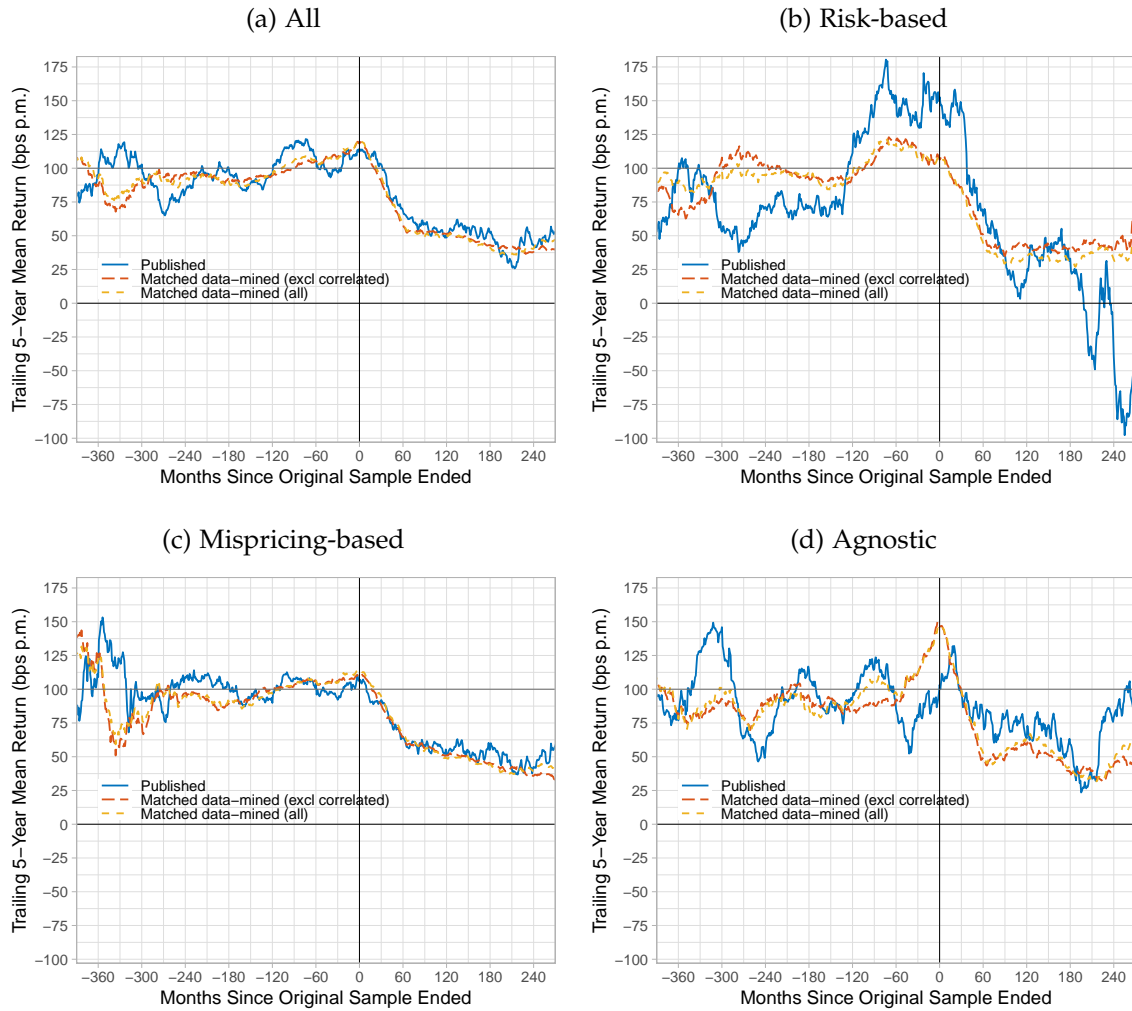 (a) All
Trailing 5−Year Mean Return (bps p.m.)
175
150
125
100
75
50
25
0
−25
−50
−75
−100
Published
Matched data−mined (excl correlated)
Matched data−mined (all)
−360 −300 −240 −180 −120 −60 0 60 120 180 240
Months Since Original Sample Ended
(b) Risk-based
Trailing 5−Year Mean Return (bps p.m.)
175
150
125
100
75
50
25
0
−25
−50
−75
−100
Published
Matched data−mined (excl correlated)
Matched data−mined (all)
−360 −300 −240 −180 −120 −60 0 60 120 180 240
Months Since Original Sample Ended
(c) Mispricing-based
Trailing 5−Year Mean Return (bps p.m.)
175
150
125
100
75
50
25
0
−25
−50
−75
−100
Published
Matched data−mined (excl correlated)
Matched data−mined (all)
−360 −300 −240 −180 −120 −60 0 60 120 180 240
Months Since Original Sample Ended
(d) Agnostic
Trailing 5−Year Mean Return (bps p.m.)
175
150
125
100
75
50
25
0
−25
−50
−75
−100
Published
Matched data−mined (excl correlated)
Matched data−mined (all)
−360 −300 −240 −180 −120 −60 0 60 120 180 240
Months Since Original Sample Ended